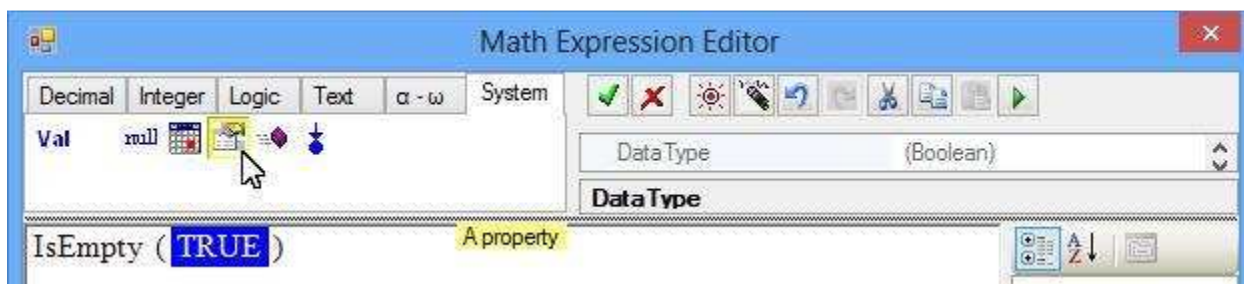 Math Expression Editor
Decimal Integer Logic Text α - ω System
Val null
DataType (Boolean)
DataType
A property
IsEmpty ( TRUE )
A
Z